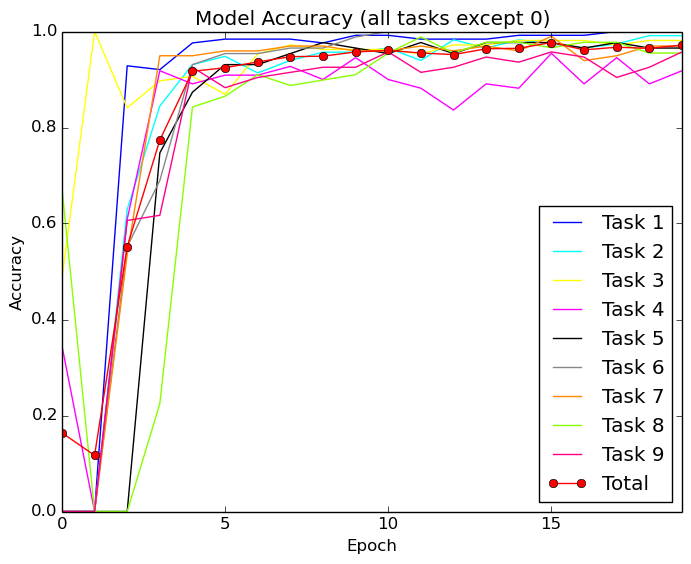 Model Accuracy (all tasks except 0)
1.0
0.8
0.6
0.4
0.2
0.0
Accuracy
0
5
10
15
Epoch
Task 1
Task 2
Task 3
Task 4
Task 5
Task 6
Task 7
Task 8
Task 9
Total